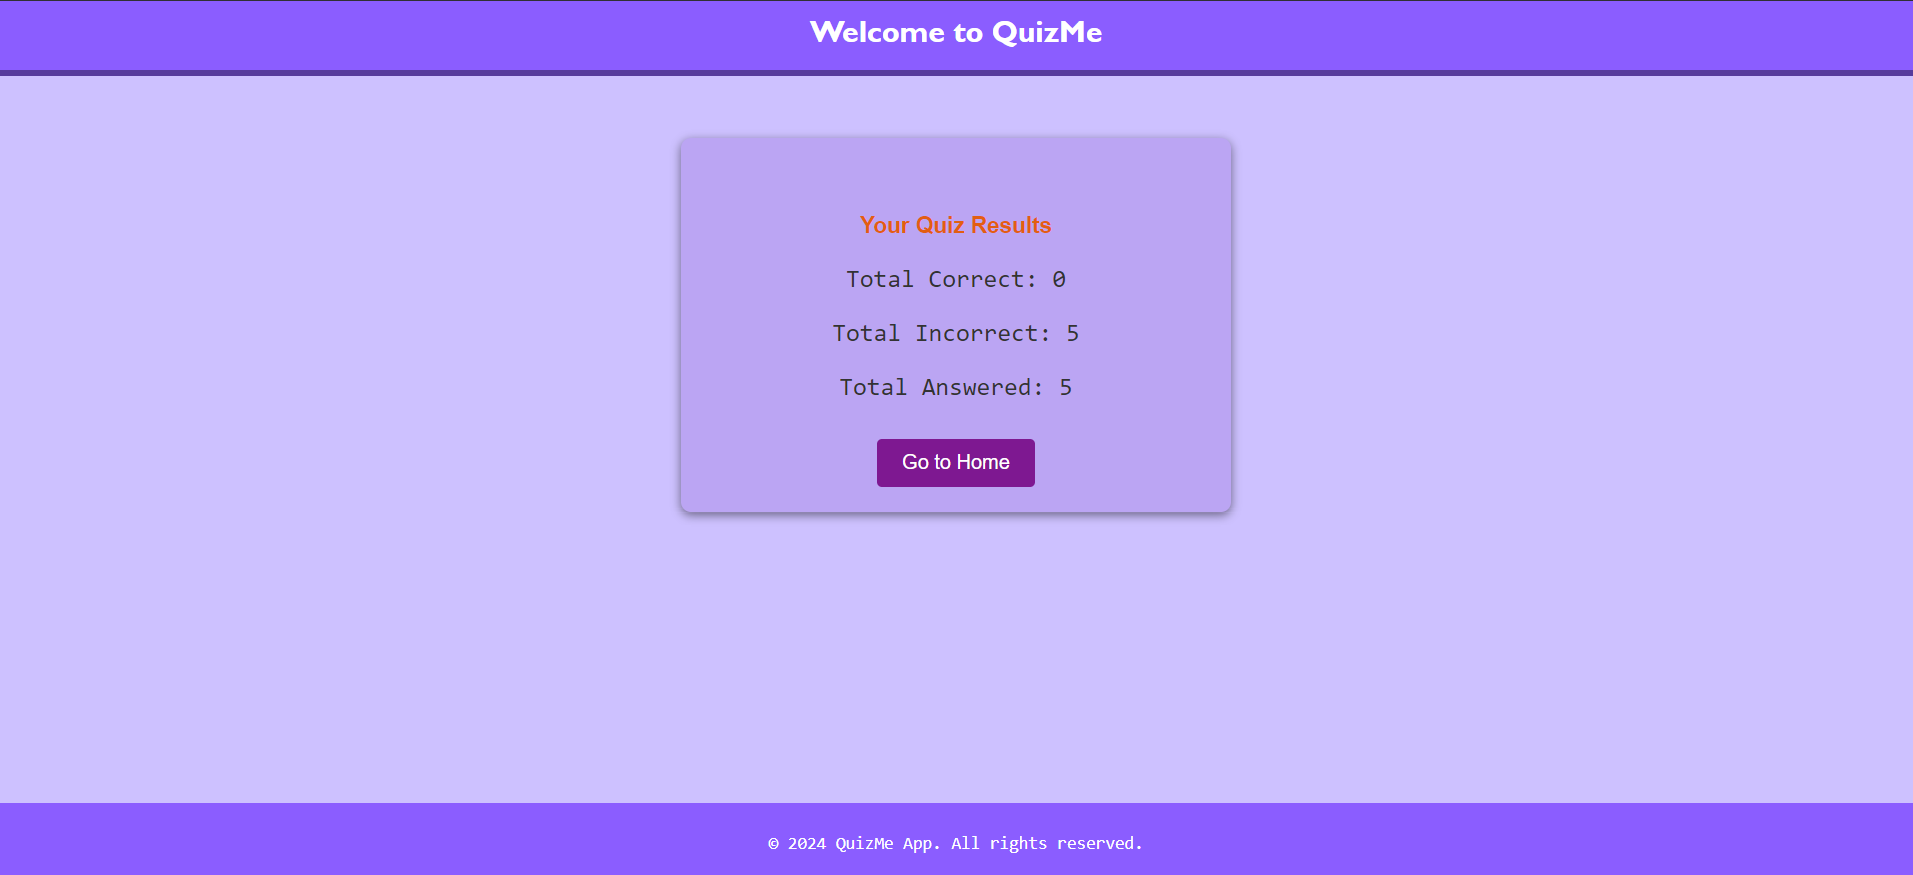 Welcome to QuizMe
Your Quiz Results
Total Correct: 0
Total Incorrect: 5
Total Answered: 5
Go to Home
© 2024 QuizMe App. All rights reserved.